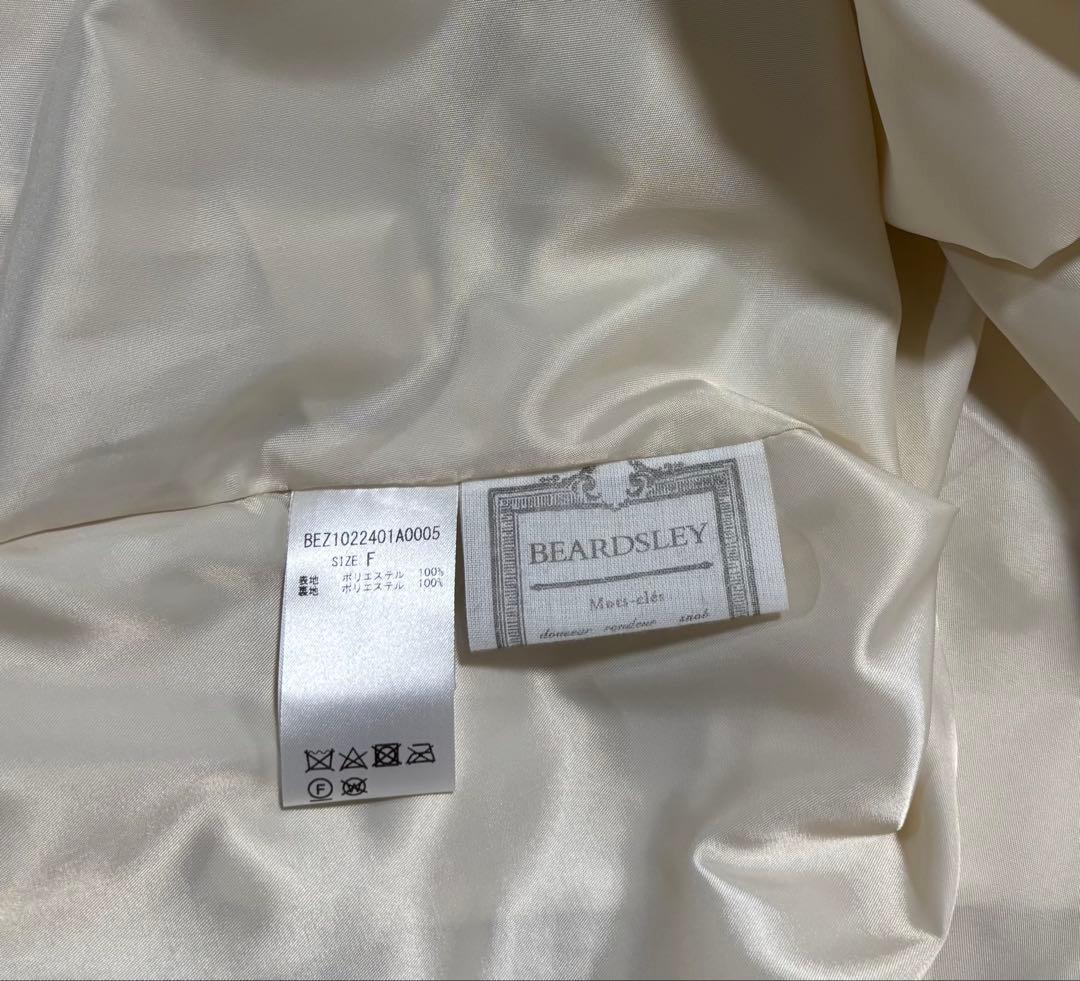 BEZ1022401A0005
SIZE F
表地 ポリエステル 100%
裏地 ポリエステル 100%
F
W
BEARDSLEY
Mots-clés
douceur rondeur snob